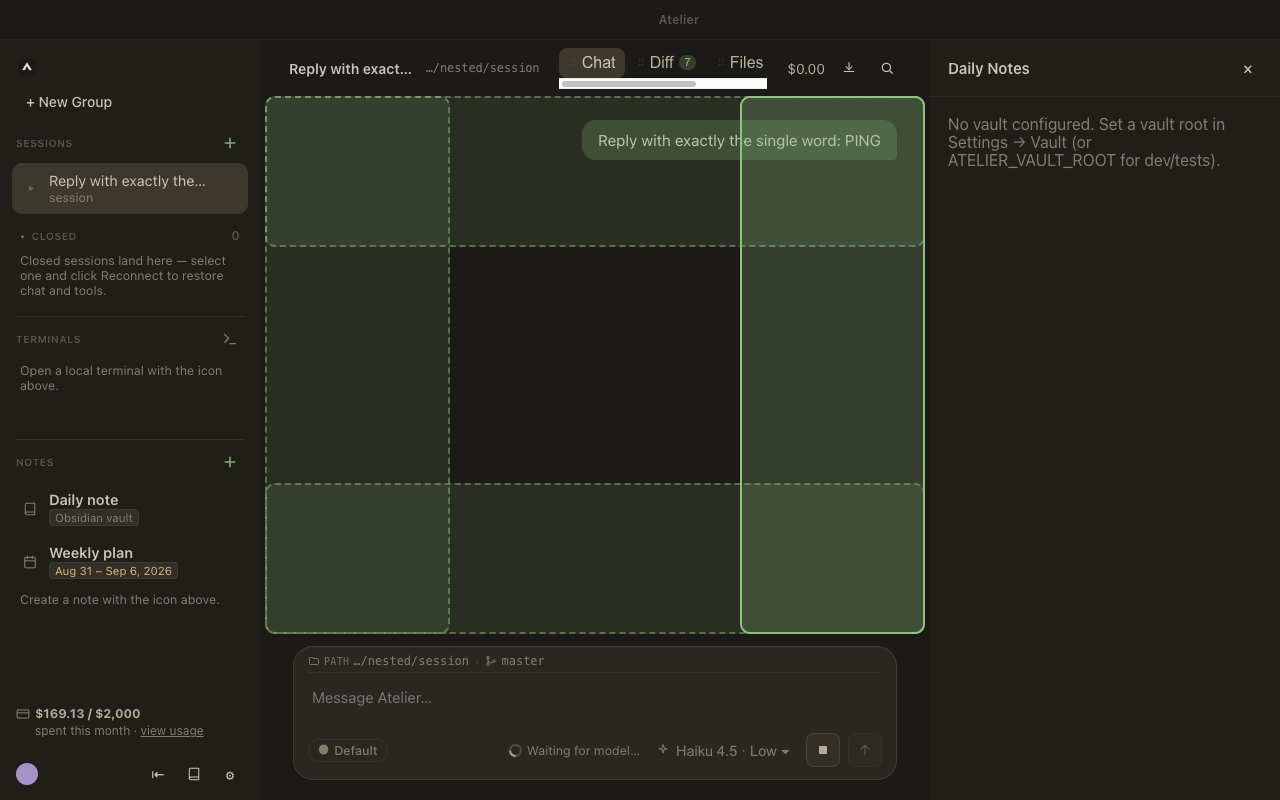 Atelier
+ New Group
SESSIONS
Reply with exactly the...
session
CLOSED 0
Closed sessions land here — select
one and click Reconnect to restore
chat and tools.
TERMINALS
Open a local terminal with the icon
above.
NOTES
Daily note
Obsidian vault
Weekly plan
Aug 31 – Sep 6, 2026
Create a note with the icon above.
$169.13 / $2,000
spent this month · view usage
Reply with exact... …/nested/session Chat Diff 7 Files $0.00
Reply with exactly the single word: PING
PATH …/nested/session › master
Message Atelier...
Default Waiting for model... Haiku 4.5 · Low
Daily Notes ×
No vault configured. Set a vault root in
Settings → Vault (or
ATELIER_VAULT_ROOT for dev/tests).